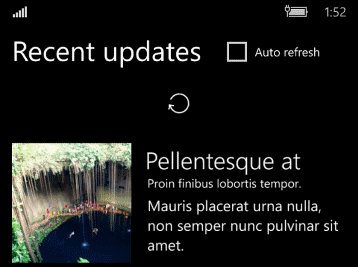 1:52
Recent updates
Auto refresh
Pellentesque at
Proin finibus lobortis tempor.
Mauris placerat urna nulla,
non semper nunc pulvinar sit
amet.